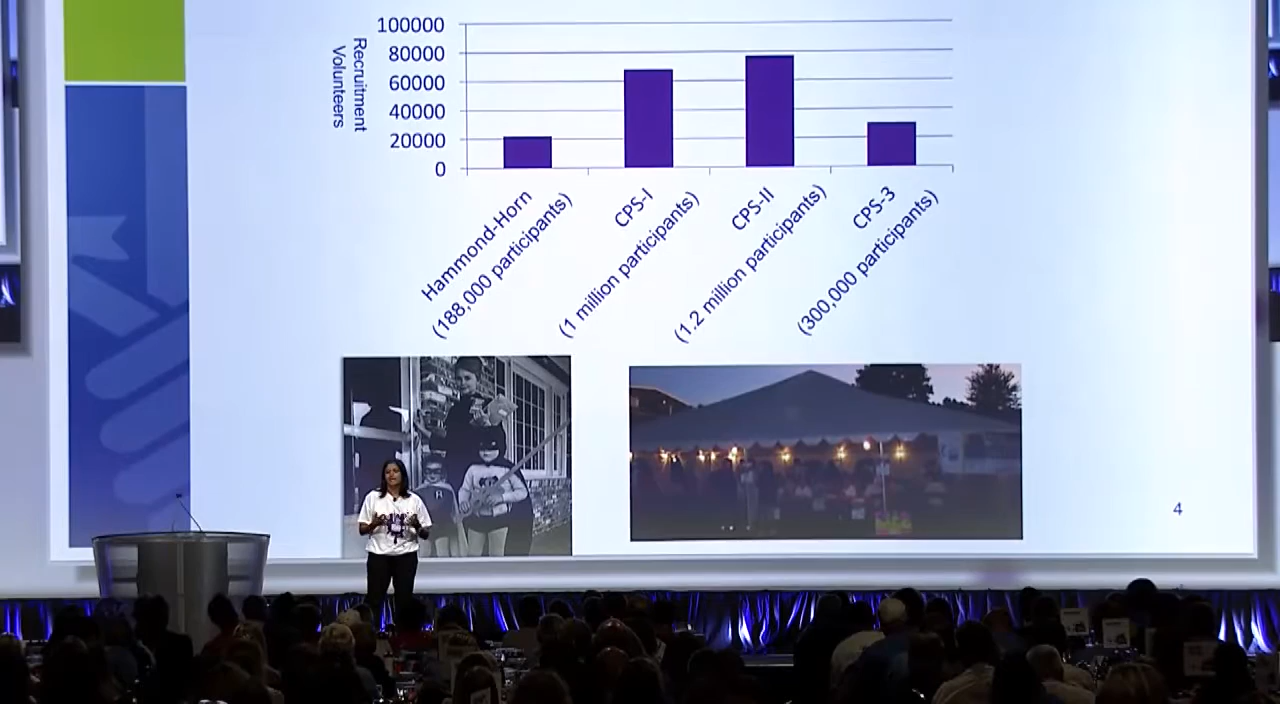 100000
80000
60000
40000
20000
0
Recruitment
Volunteers
Hammond-Horn
(188,000 participants)
CPS-I
(1 million participants)
CPS-II
(1.2 million participants)
CPS-3
(300,000 participants)
4